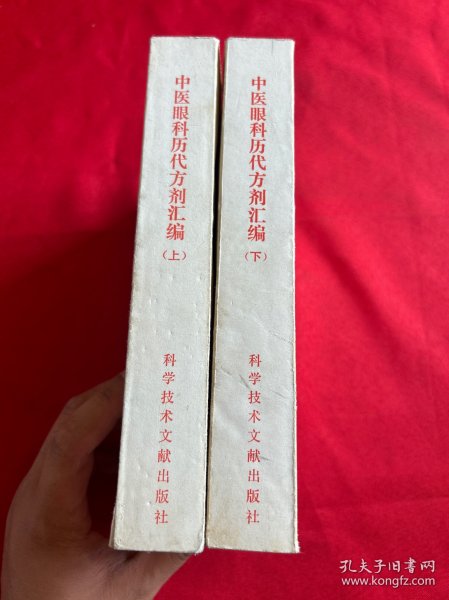 中医眼科历代方剂汇编
（上）
科学技术文献出版社
中医眼科历代方剂汇编
（下）
科学技术文献出版社
孔夫子旧书网
www.kongfz.com